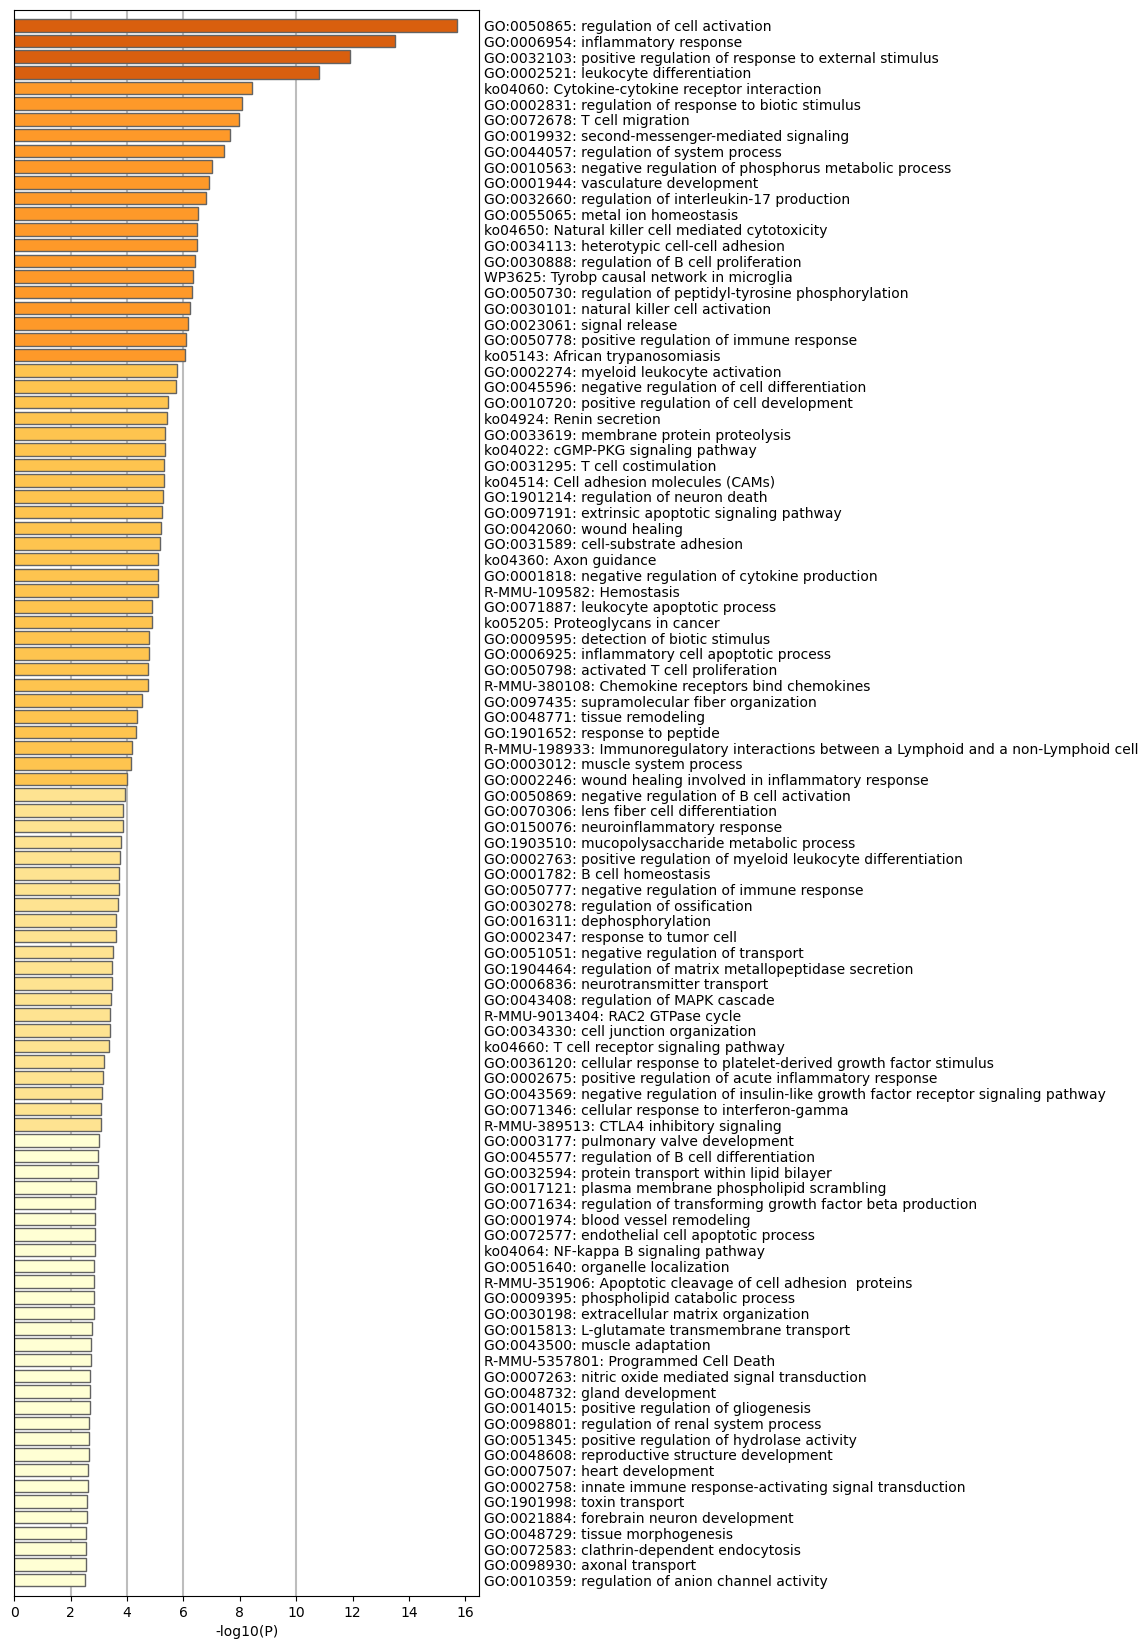 GO:0050865: regulation of cell activation
GO:0006954: inflammatory response
GO:0032103: positive regulation of response to external stimulus
GO:0002521: leukocyte differentiation
ko04060: Cytokine-cytokine receptor interaction
GO:0002831: regulation of response to biotic stimulus
GO:0072678: T cell migration
GO:0019932: second-messenger-mediated signaling
GO:0044057: regulation of system process
GO:0010563: negative regulation of phosphorus metabolic process
GO:0001944: vasculature development
GO:0032660: regulation of interleukin-17 production
GO:0055065: metal ion homeostasis
ko04650: Natural killer cell mediated cytotoxicity
GO:0034113: heterotypic cell-cell adhesion
GO:0030888: regulation of B cell proliferation
WP3625: Tyrobp causal network in microglia
GO:0050730: regulation of peptidyl-tyrosine phosphorylation
GO:0030101: natural killer cell activation
GO:0023061: signal release
GO:0050778: positive regulation of immune response
ko05143: African trypanosomiasis
GO:0002274: myeloid leukocyte activation
GO:0045596: negative regulation of cell differentiation
GO:0010720: positive regulation of cell development
ko04924: Renin secretion
GO:0033619: membrane protein proteolysis
ko04022: cGMP-PKG signaling pathway
GO:0031295: T cell costimulation
ko04514: Cell adhesion molecules (CAMs)
GO:1901214: regulation of neuron death
GO:0097191: extrinsic apoptotic signaling pathway
GO:0042060: wound healing
GO:0031589: cell-substrate adhesion
ko04360: Axon guidance
GO:0001818: negative regulation of cytokine production
R-MMU-109582: Hemostasis
GO:0071887: leukocyte apoptotic process
ko05205: Proteoglycans in cancer
GO:0009595: detection of biotic stimulus
GO:0006925: inflammatory cell apoptotic process
GO:0050798: activated T cell proliferation
R-MMU-380108: Chemokine receptors bind chemokines
GO:0097435: supramolecular fiber organization
GO:0048771: tissue remodeling
GO:1901652: response to peptide
R-MMU-198933: Immunoregulatory interactions between a Lymphoid and a non-Lymphoid cell
GO:0003012: muscle system process
GO:0002246: wound healing involved in inflammatory response
GO:0050869: negative regulation of B cell activation
GO:0070306: lens fiber cell differentiation
GO:0150076: neuroinflammatory response
GO:1903510: mucopolysaccharide metabolic process
GO:0002763: positive regulation of myeloid leukocyte differentiation
GO:0001782: B cell homeostasis
GO:0050777: negative regulation of immune response
GO:0030278: regulation of ossification
GO:0016311: dephosphorylation
GO:0002347: response to tumor cell
GO:0051051: negative regulation of transport
GO:1904464: regulation of matrix metallopeptidase secretion
GO:0006836: neurotransmitter transport
GO:0043408: regulation of MAPK cascade
R-MMU-9013404: RAC2 GTPase cycle
GO:0034330: cell junction organization
ko04660: T cell receptor signaling pathway
GO:0036120: cellular response to platelet-derived growth factor stimulus
GO:0002675: positive regulation of acute inflammatory response
GO:0043569: negative regulation of insulin-like growth factor receptor signaling pathway
GO:0071346: cellular response to interferon-gamma
R-MMU-389513: CTLA4 inhibitory signaling
GO:0003177: pulmonary valve development
GO:0045577: regulation of B cell differentiation
GO:0032594: protein transport within lipid bilayer
GO:0017121: plasma membrane phospholipid scrambling
GO:0071634: regulation of transforming growth factor beta production
GO:0001974: blood vessel remodeling
GO:0072577: endothelial cell apoptotic process
ko04064: NF-kappa B signaling pathway
GO:0051640: organelle localization
R-MMU-351906: Apoptotic cleavage of cell adhesion  proteins
GO:0009395: phospholipid catabolic process
GO:0030198: extracellular matrix organization
GO:0015813: L-glutamate transmembrane transport
GO:0043500: muscle adaptation
R-MMU-5357801: Programmed Cell Death
GO:0007263: nitric oxide mediated signal transduction
GO:0048732: gland development
GO:0014015: positive regulation of gliogenesis
GO:0098801: regulation of renal system process
GO:0051345: positive regulation of hydrolase activity
GO:0048608: reproductive structure development
GO:0007507: heart development
GO:0002758: innate immune response-activating signal transduction
GO:1901998: toxin transport
GO:0021884: forebrain neuron development
GO:0048729: tissue morphogenesis
GO:0072583: clathrin-dependent endocytosis
GO:0098930: axonal transport
GO:0010359: regulation of anion channel activity
0 2 4 6 8 10 12 14 16
-log10(P)